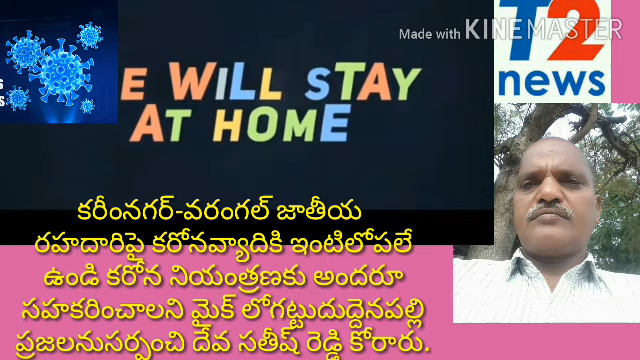 Made with KINEMASTER
T2
news
E WILL STAY
AT HOME
S
S
కరీంనగర్-వరంగల్ జాతీయ
రహదారిపై కరోనవ్యాదికి ఇంటిలోపలే
ఉండి కరోన నియంత్రణకు అందరూ
సహకరించాలని మైక్ లోగట్టుదుద్దెనపల్లి
ప్రజలనుసర్పంచి దేవ సతీష్ రెడ్డి కోరారు.